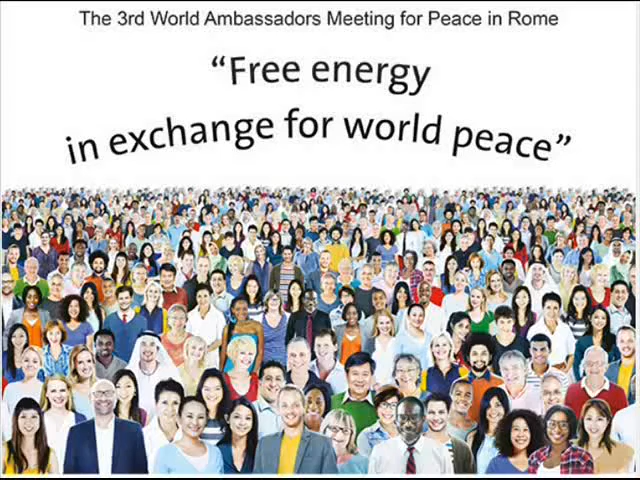 The 3rd World Ambassadors Meeting for Peace in Rome
“Free energy
in exchange for world peace”